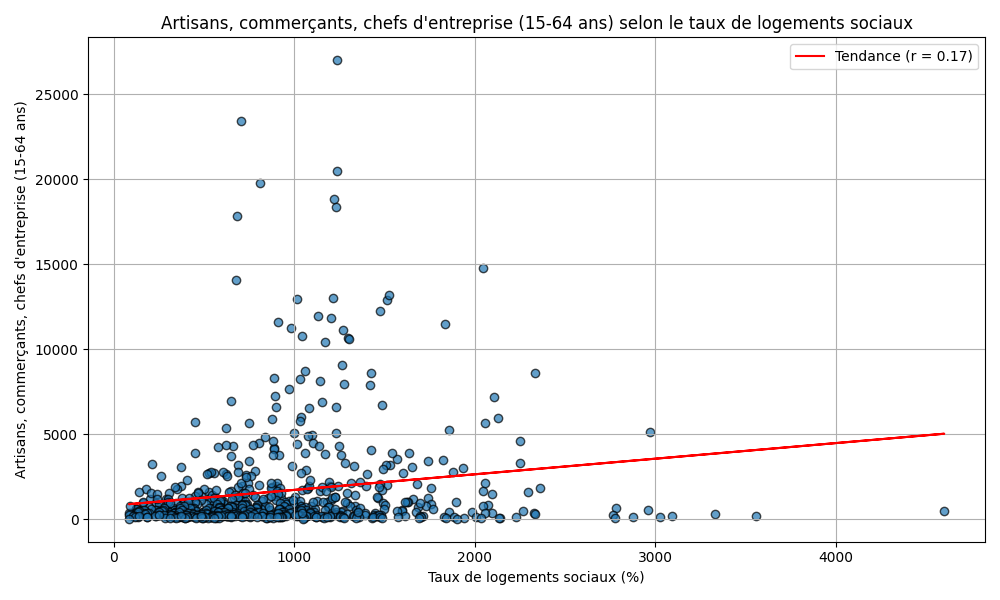 Artisans, commerçants, chefs d'entreprise (15-64 ans) selon le taux de logements sociaux
Tendance (r = 0.17)
Artisans, commerçants, chefs d'entreprise (15-64 ans)
25000
20000
15000
10000
5000
0
0 1000 2000 3000 4000
Taux de logements sociaux (%)